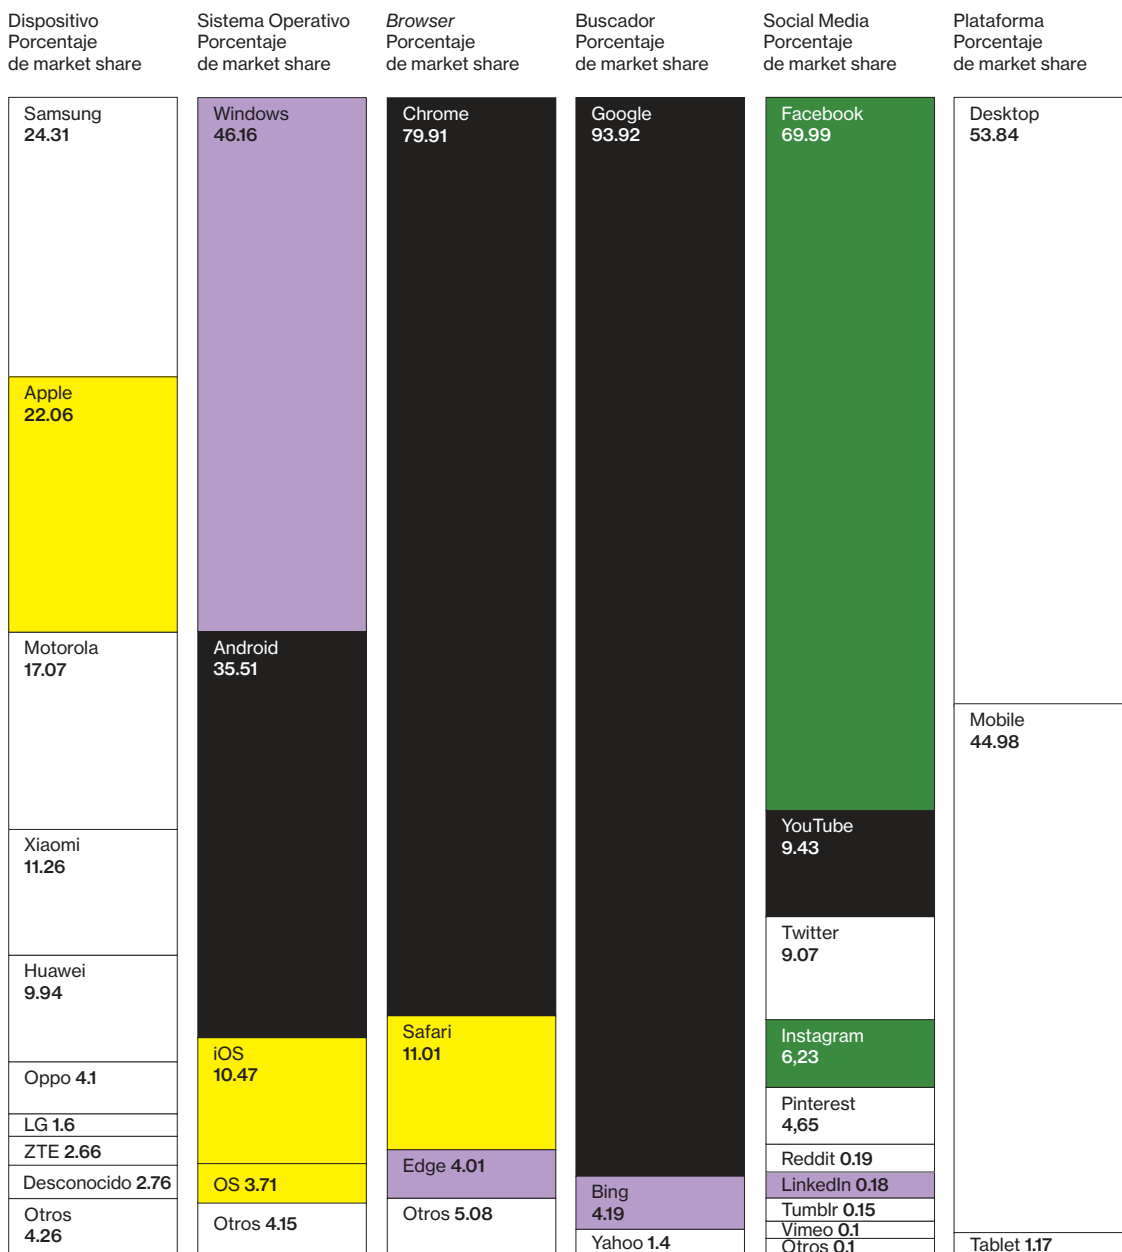 Dispositivo
Porcentaje
de market share
Samsung
24.31
Apple
22.06
Motorola
17.07
Xiaomi
11.26
Huawei
9.94
Oppo 4.1
LG 1.6
ZTE 2.66
Desconocido 2.76
Otros
4.26
Sistema Operativo
Porcentaje
de market share
Windows
46.16
Android
35.51
iOS
10.47
OS 3.71
Otros 4.15
Browser
Porcentaje
de market share
Chrome
79.91
Safari
11.01
Edge 4.01
Otros 5.08
Buscador
Porcentaje
de market share
Google
93.92
Bing
4.19
Yahoo 1.4
Social Media
Porcentaje
de market share
Facebook
69.99
YouTube
9.43
Twitter
9.07
Instagram
6,23
Pinterest
4,65
Reddit 0.19
LinkedIn 0.18
Tumblr 0.15
Vimeo 0.1
Otros 0.1
Plataforma
Porcentaje
de market share
Desktop
53.84
Mobile
44.98
Tablet 1.17